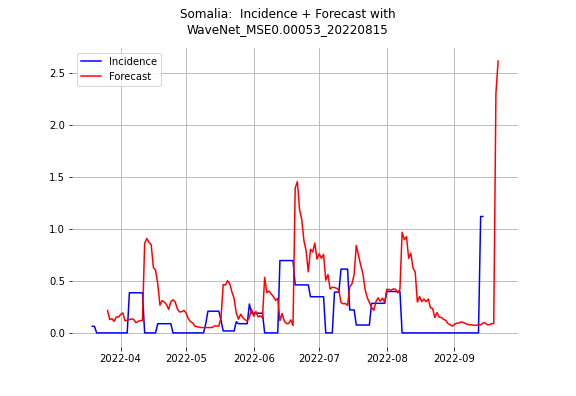 Somalia:  Incidence + Forecast with
WaveNet_MSE0.00053_20220815
Incidence
Forecast
2.5
2.0
1.5
1.0
0.5
0.0
2022-04 2022-05 2022-06 2022-07 2022-08 2022-09